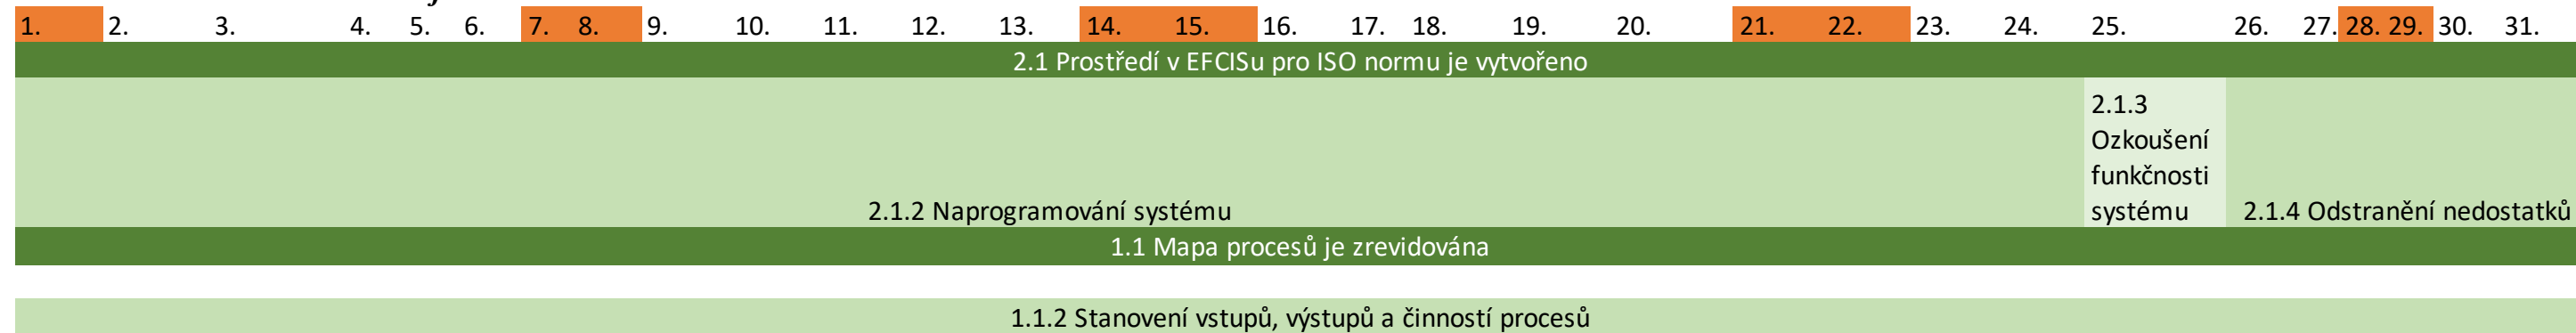 1. 2. 3. 4. 5. 6. 7. 8. 9. 10. 11. 12. 13. 14. 15. 16. 17. 18. 19. 20. 21. 22. 23. 24. 25. 26. 27. 28. 29. 30. 31.
2.1 Prostředí v EFCISu pro ISO normu je vytvořeno
2.1.2 Naprogramování systému
2.1.3
Ozkoušení
funkčnosti
systému
2.1.4 Odstranění nedostatků
1.1 Mapa procesů je zrevidována
1.1.2 Stanovení vstupů, výstupů a činností procesů